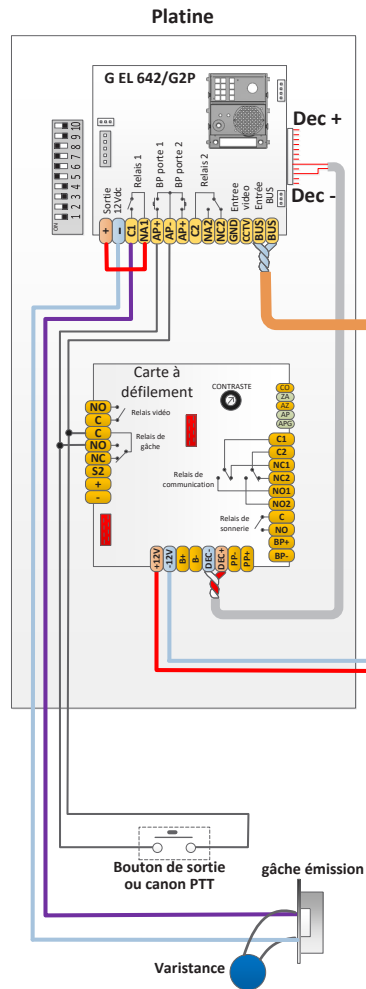 Platine
G EL 642/G2P
Dec +
Dec -
1 2 3 4 5 6 7 8 9 10
ON
Sortie
12Vdc
Relais 1
BP porte 1
BP porte 2
Relais 2
Entree
video
Entrée
BUS
+
-
C1
NA1
AP+
AP-
AP+
C2
NA2
NC2
GND
CCTV
BUS
BUS
Carte à
défilement
CONTRASTE
CO
ZA
AZ
AP
APG
NO
C
C
NO
NC
S2
+
-
Relais vidéo
Relais de
gâche
Relais de
communication
Relais de
sonnerie
C1
C2
NC1
NC2
NO1
NO2
C
NO
BP+
BP-
+12V
-12V
B+
B-
DEC-
DEC+
PP-
PP+
Bouton de sortie
ou canon PTT
gâche émission
Varistance